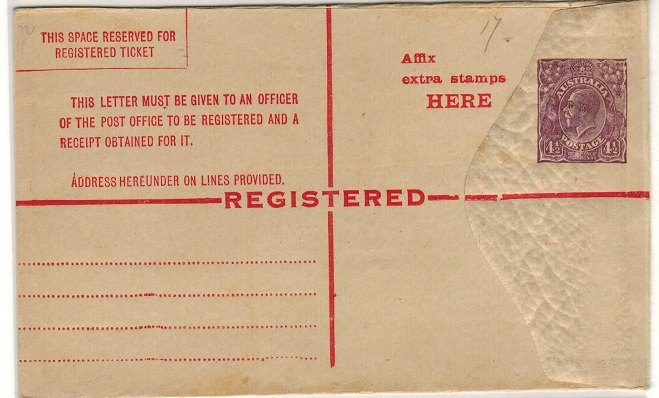 THIS SPACE RESERVED FOR
REGISTERED TICKET
17
Affix
extra stamps
HERE
THIS LETTER MUST BE GIVEN TO AN OFFICER
OF THE POST OFFICE TO BE REGISTERED AND A
RECEIPT OBTAINED FOR IT.
ADDRESS HEREUNDER ON LINES PROVIDED.
REGISTERED
AUSTRALIA
POSTAGE
4½ 4½